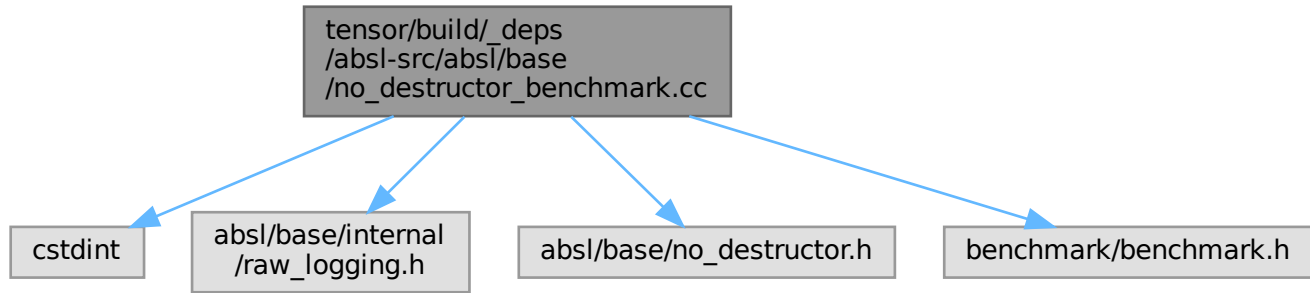 tensor/build/_deps
/absl-src/absl/base
/no_destructor_benchmark.cc
cstdint
absl/base/internal
/raw_logging.h
absl/base/no_destructor.h
benchmark/benchmark.h